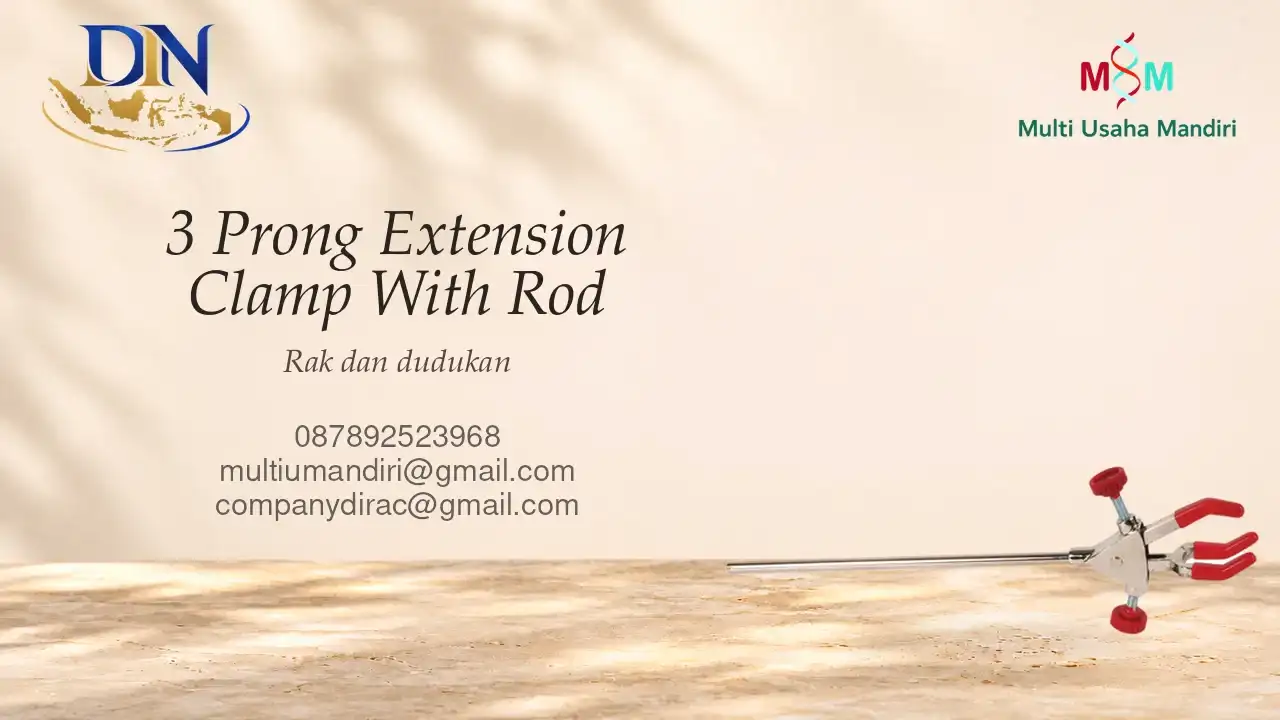 DIN
M M
Multi Usaha Mandiri
3 Prong Extension
Clamp With Rod
Rak dan dudukan
087892523968
multiumandiri@gmail.com
companydirac@gmail.com